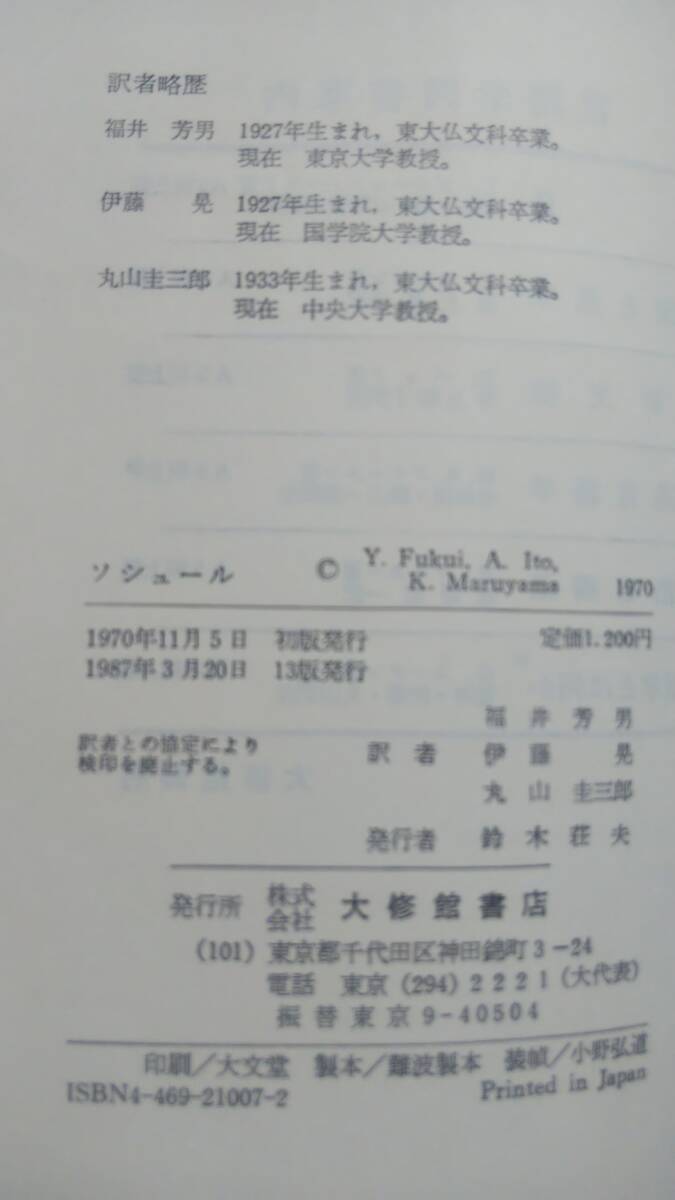 訳者略歴
福井 芳男 1927年生まれ，東大仏文科卒業。
現在 東京大学教授。
伊藤 晃 1927年生まれ，東大仏文科卒業。
現在 国学院大学教授。
丸山圭三郎 1933年生まれ，東大仏文科卒業。
現在 中央大学教授。
ソシュール © Y. Fukui, A. Ito,
K. Maruyama 1970
1970年11月5日 初版発行 定価1,200円
1987年3月20日 13版発行
福井芳男
訳者との協定により
検印を廃止する。
訳者 伊藤晃
丸山圭三郎
発行者 鈴木荘夫
発行所 株式会社 大修館書店
(101) 東京都千代田区神田錦町3-24
電話 東京 (294) 2221 (大代表)
振替東京9-40504
印刷／大文堂 製本／難波製本 装幀／小野弘道
ISBN4-469-21007-2 Printed in Japan